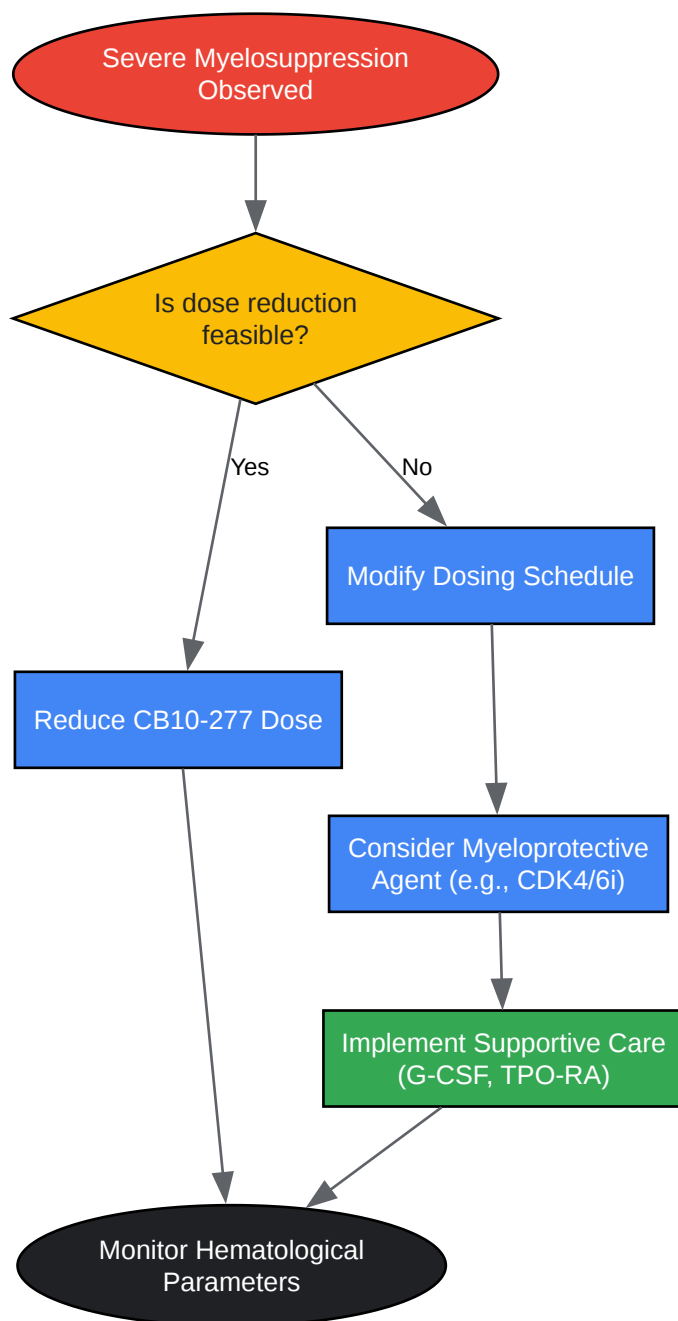 Severe Myelosuppression
Observed
Is dose reduction
feasible?
Yes
No
Modify Dosing Schedule
Reduce CB10-277 Dose
Consider Myeloprotective
Agent (e.g., CDK4/6i)
Implement Supportive Care
(G-CSF, TPO-RA)
Monitor Hematological
Parameters